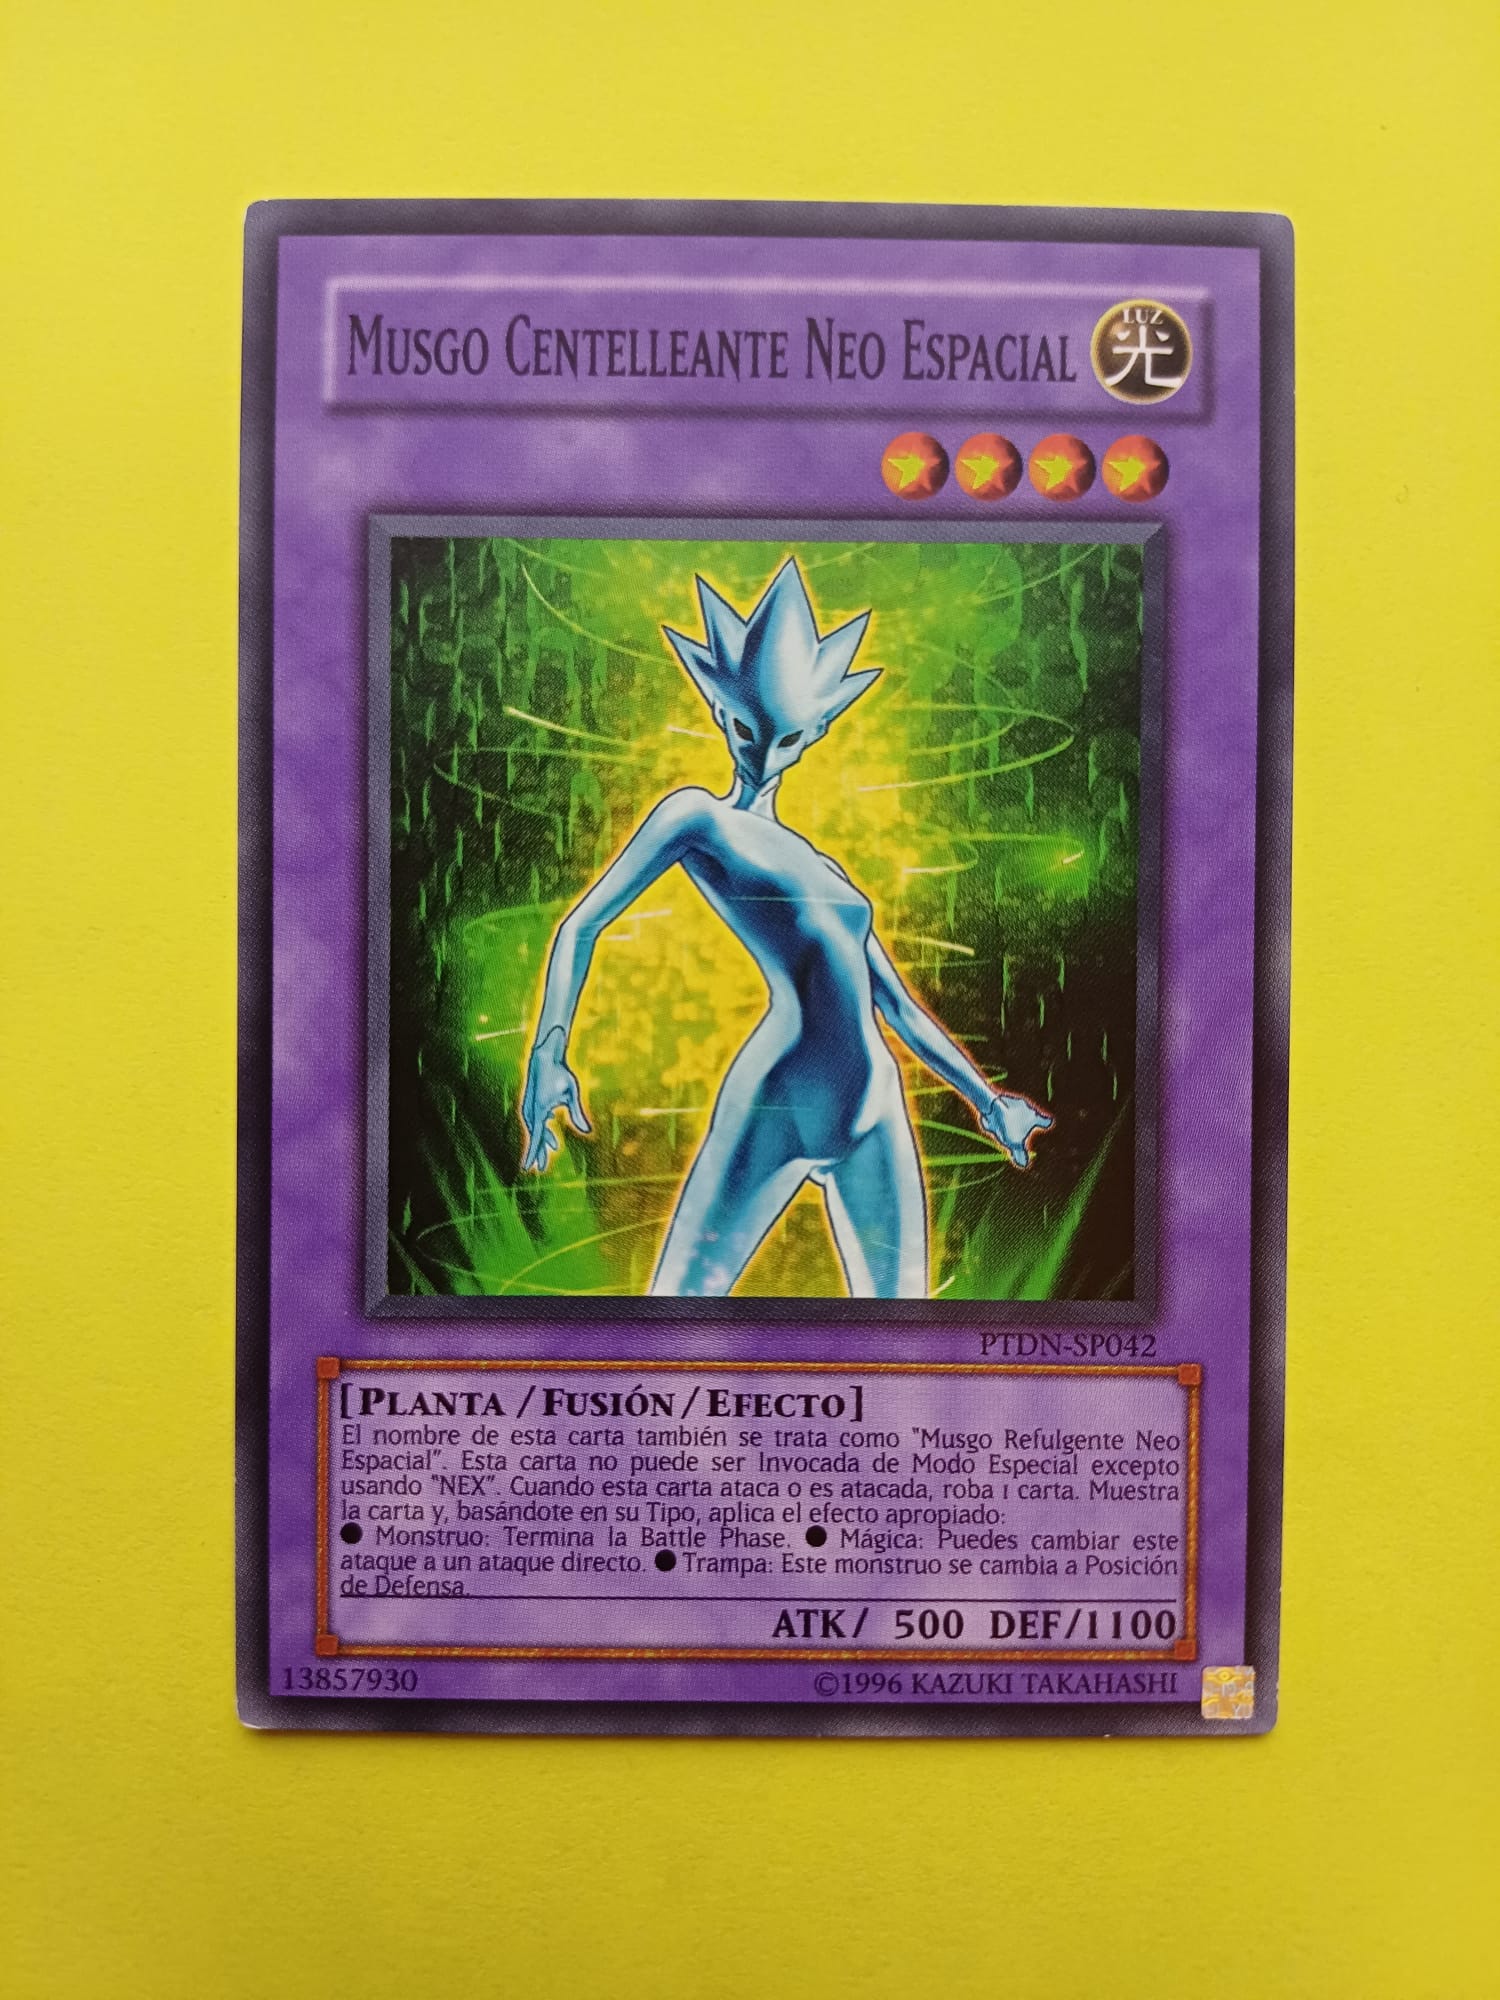 MUSGO CENTELLEANTE NEO ESPACIAL
LUZ
光
PTDN-SP042
[PLANTA / FUSIÓN / EFECTO]
El nombre de esta carta también se trata como "Musgo Refulgente Neo
Espacial". Esta carta no puede ser Invocada de Modo Especial excepto
usando "NEX". Cuando esta carta ataca o es atacada, roba 1 carta. Muestra
la carta y, basándote en su Tipo, aplica el efecto apropiado:
● Monstruo: Termina la Battle Phase. ● Mágica: Puedes cambiar este
ataque a un ataque directo. ● Trampa: Este monstruo se cambia a Posición
de Defensa.
ATK/ 500 DEF/1100
13857930
©1996 KAZUKI TAKAHASHI